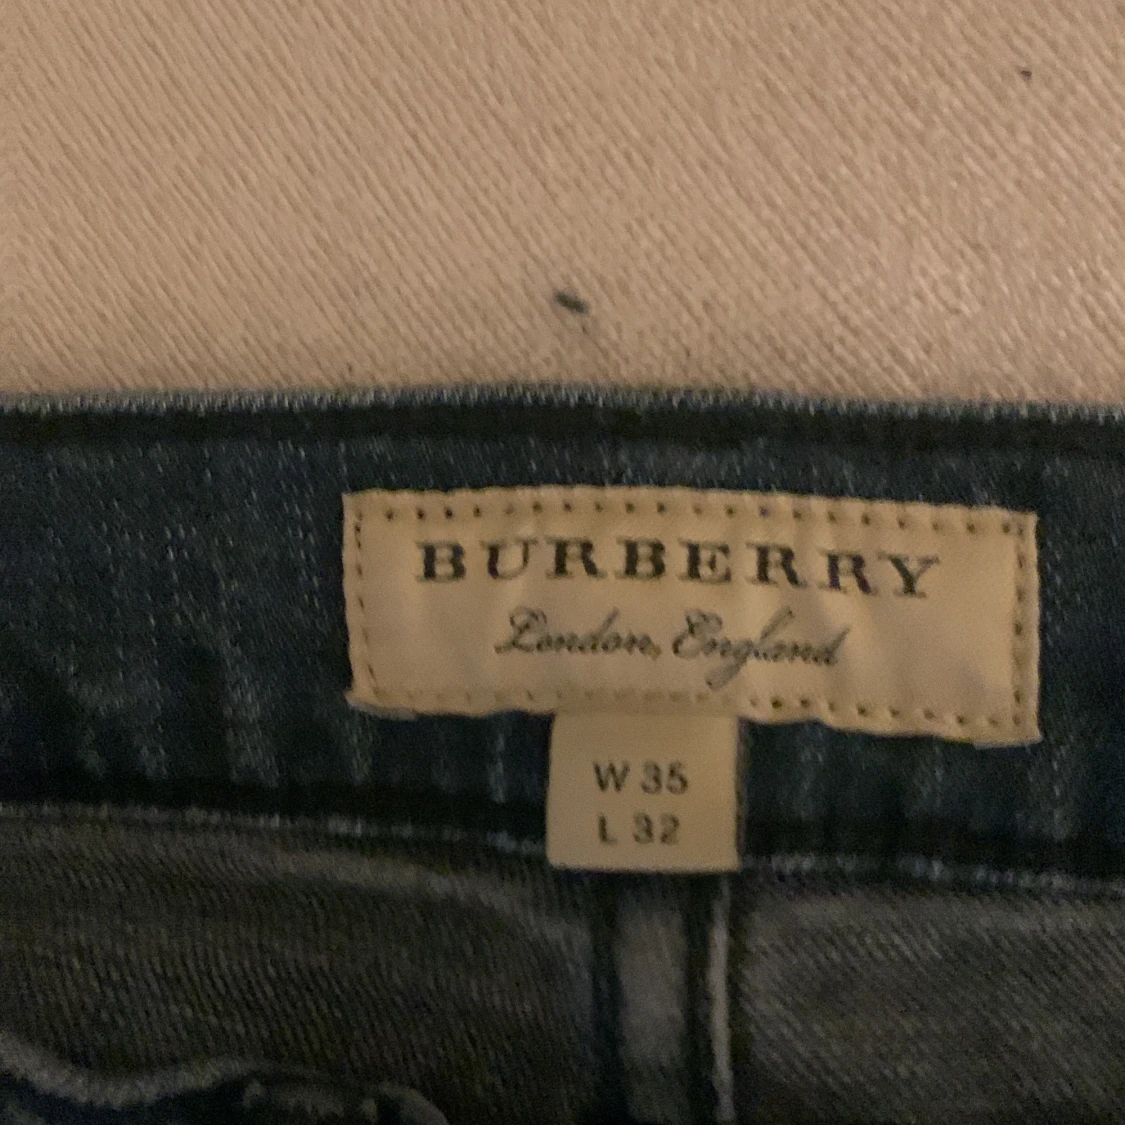 BURBERRY
London, England
W 35
L 32